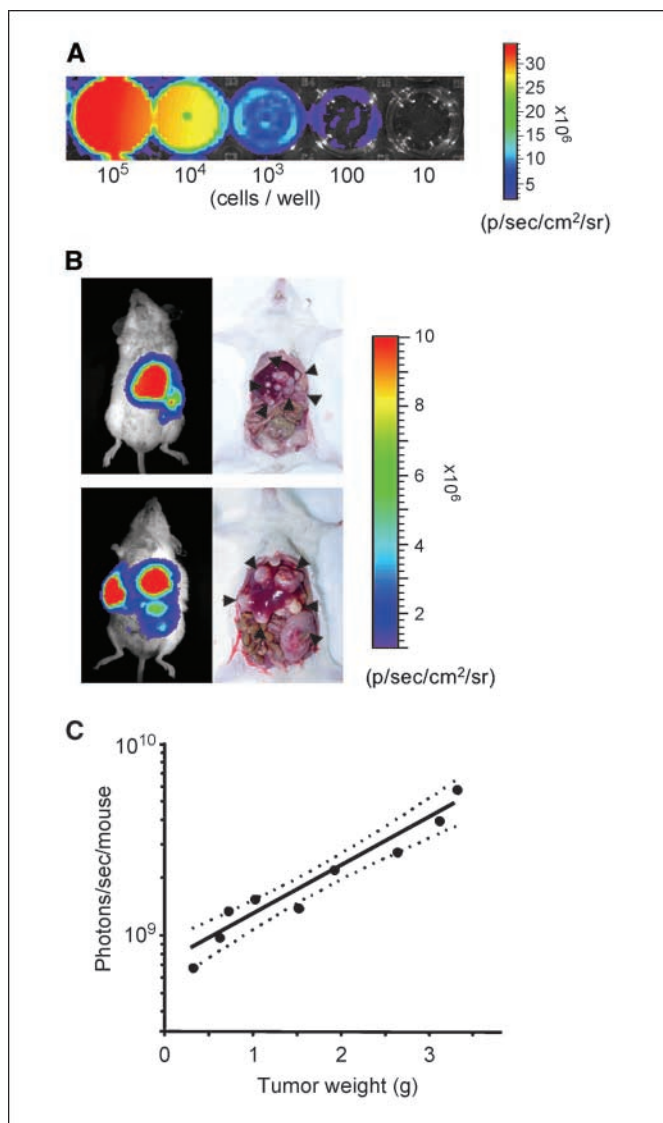 A
10⁵ 10⁴ 10³ 100 10
(cells / well)
30
25
20
15
10
5
x10⁶
(p/sec/cm²/sr)
B
10
8
6
4
2
x10⁶
(p/sec/cm²/sr)
C
10¹⁰
10⁹
Photons/sec/mouse
0 1 2 3
Tumor weight (g)